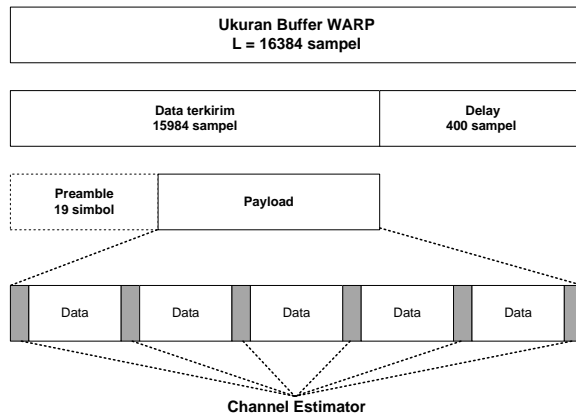 Ukuran Buffer WARP
L = 16384 sampel
Data terkirim
15984 sampel
Delay
400 sampel
Preamble
19 simbol
Payload
Data
Data
Data
Data
Data
Channel Estimator